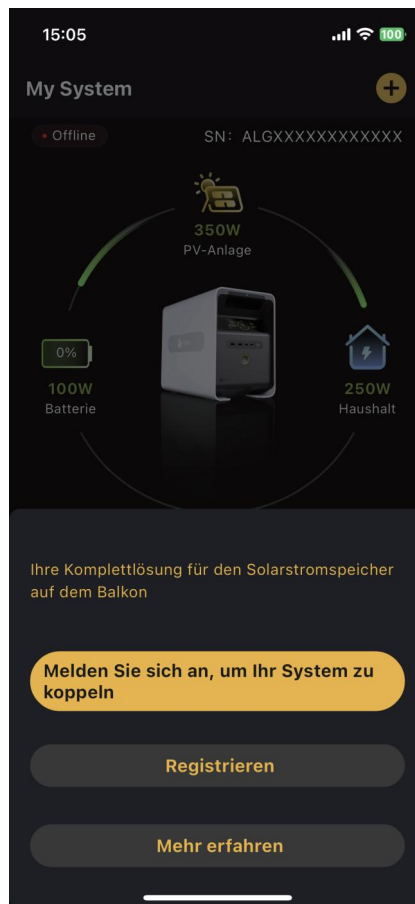 15:05
100
My System
Offline
SN: ALGXXXXXXXXXXXX
350W
PV-Anlage
0%
100W
Batterie
250W
Haushalt
Ihre Komplettlösung für den Solarstromspeicher
auf dem Balkon
Melden Sie sich an, um Ihr System zu
koppeln
Registrieren
Mehr erfahren